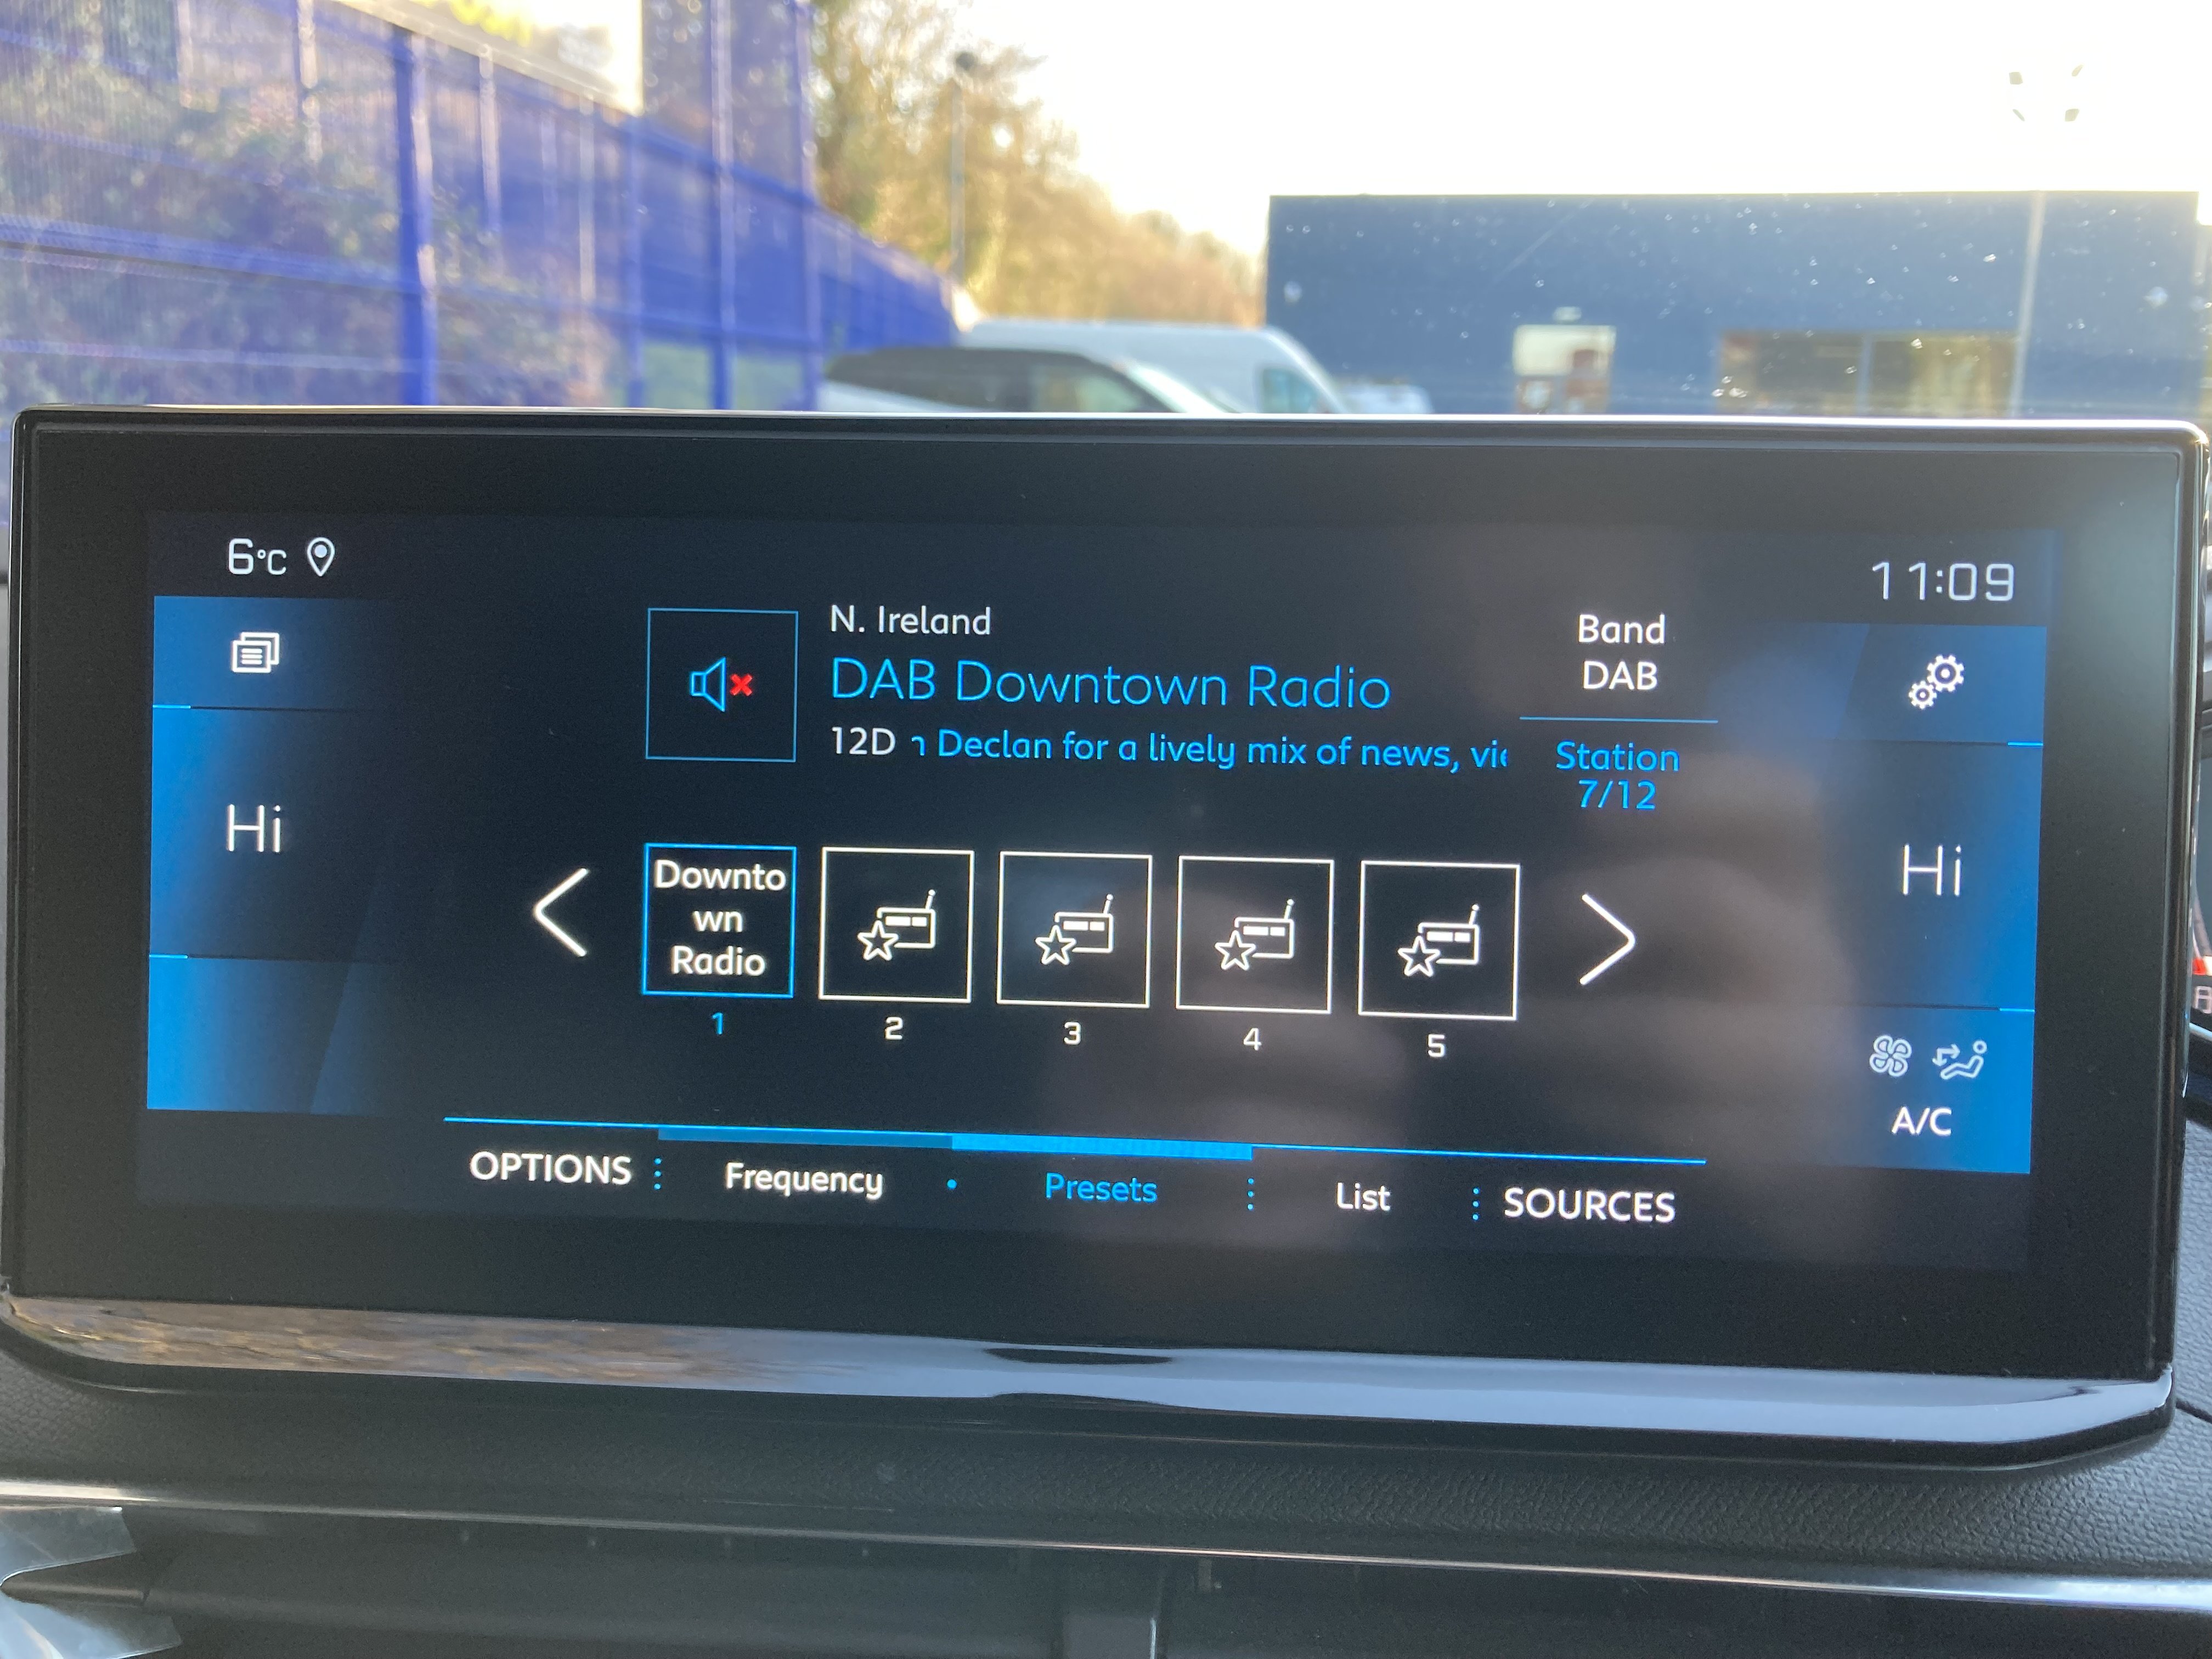 6°C
11:09
N. Ireland
DAB Downtown Radio
12D Declan for a lively mix of news,
Band
DAB
Station
7/12
Hi
Hi
Downto
wn
Radio
1
2
3
4
5
A/C
OPTIONS
Frequency
Presets
List
SOURCES